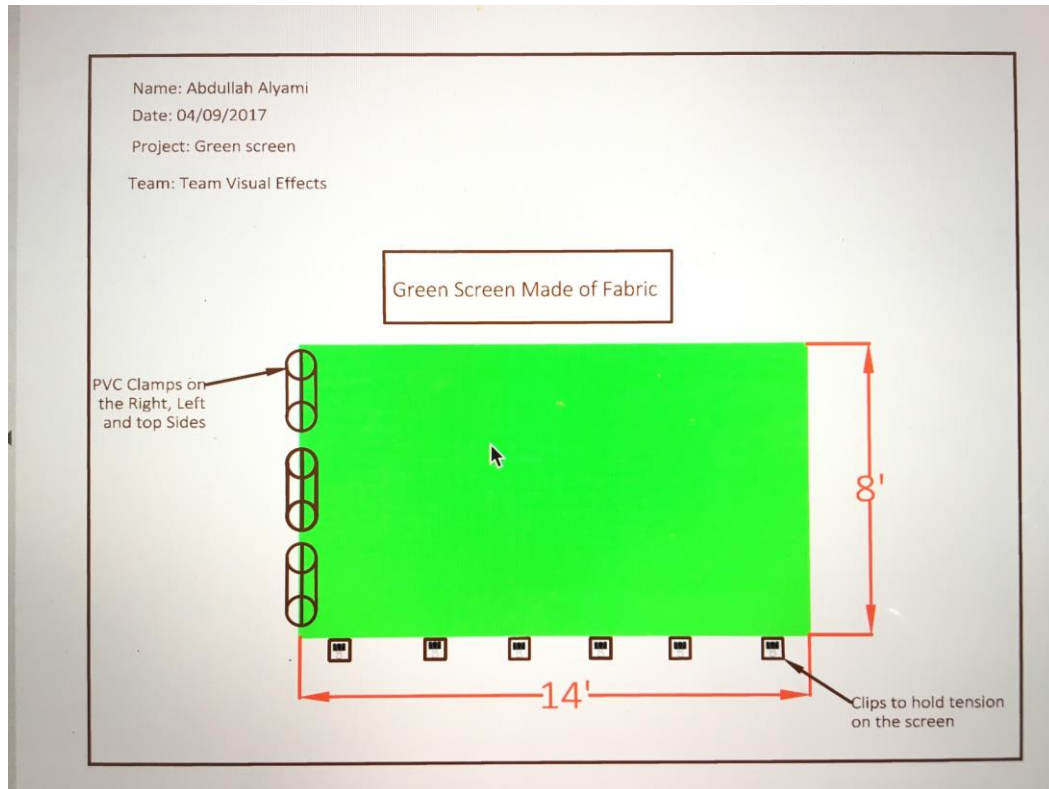 Name: Abdullah Alyami
Date: 04/09/2017
Project: Green screen
Team: Team Visual Effects
Green Screen Made of Fabric
PVC Clamps on
the Right, Left
and top Sides
8'
14'
Clips to hold tension
on the screen